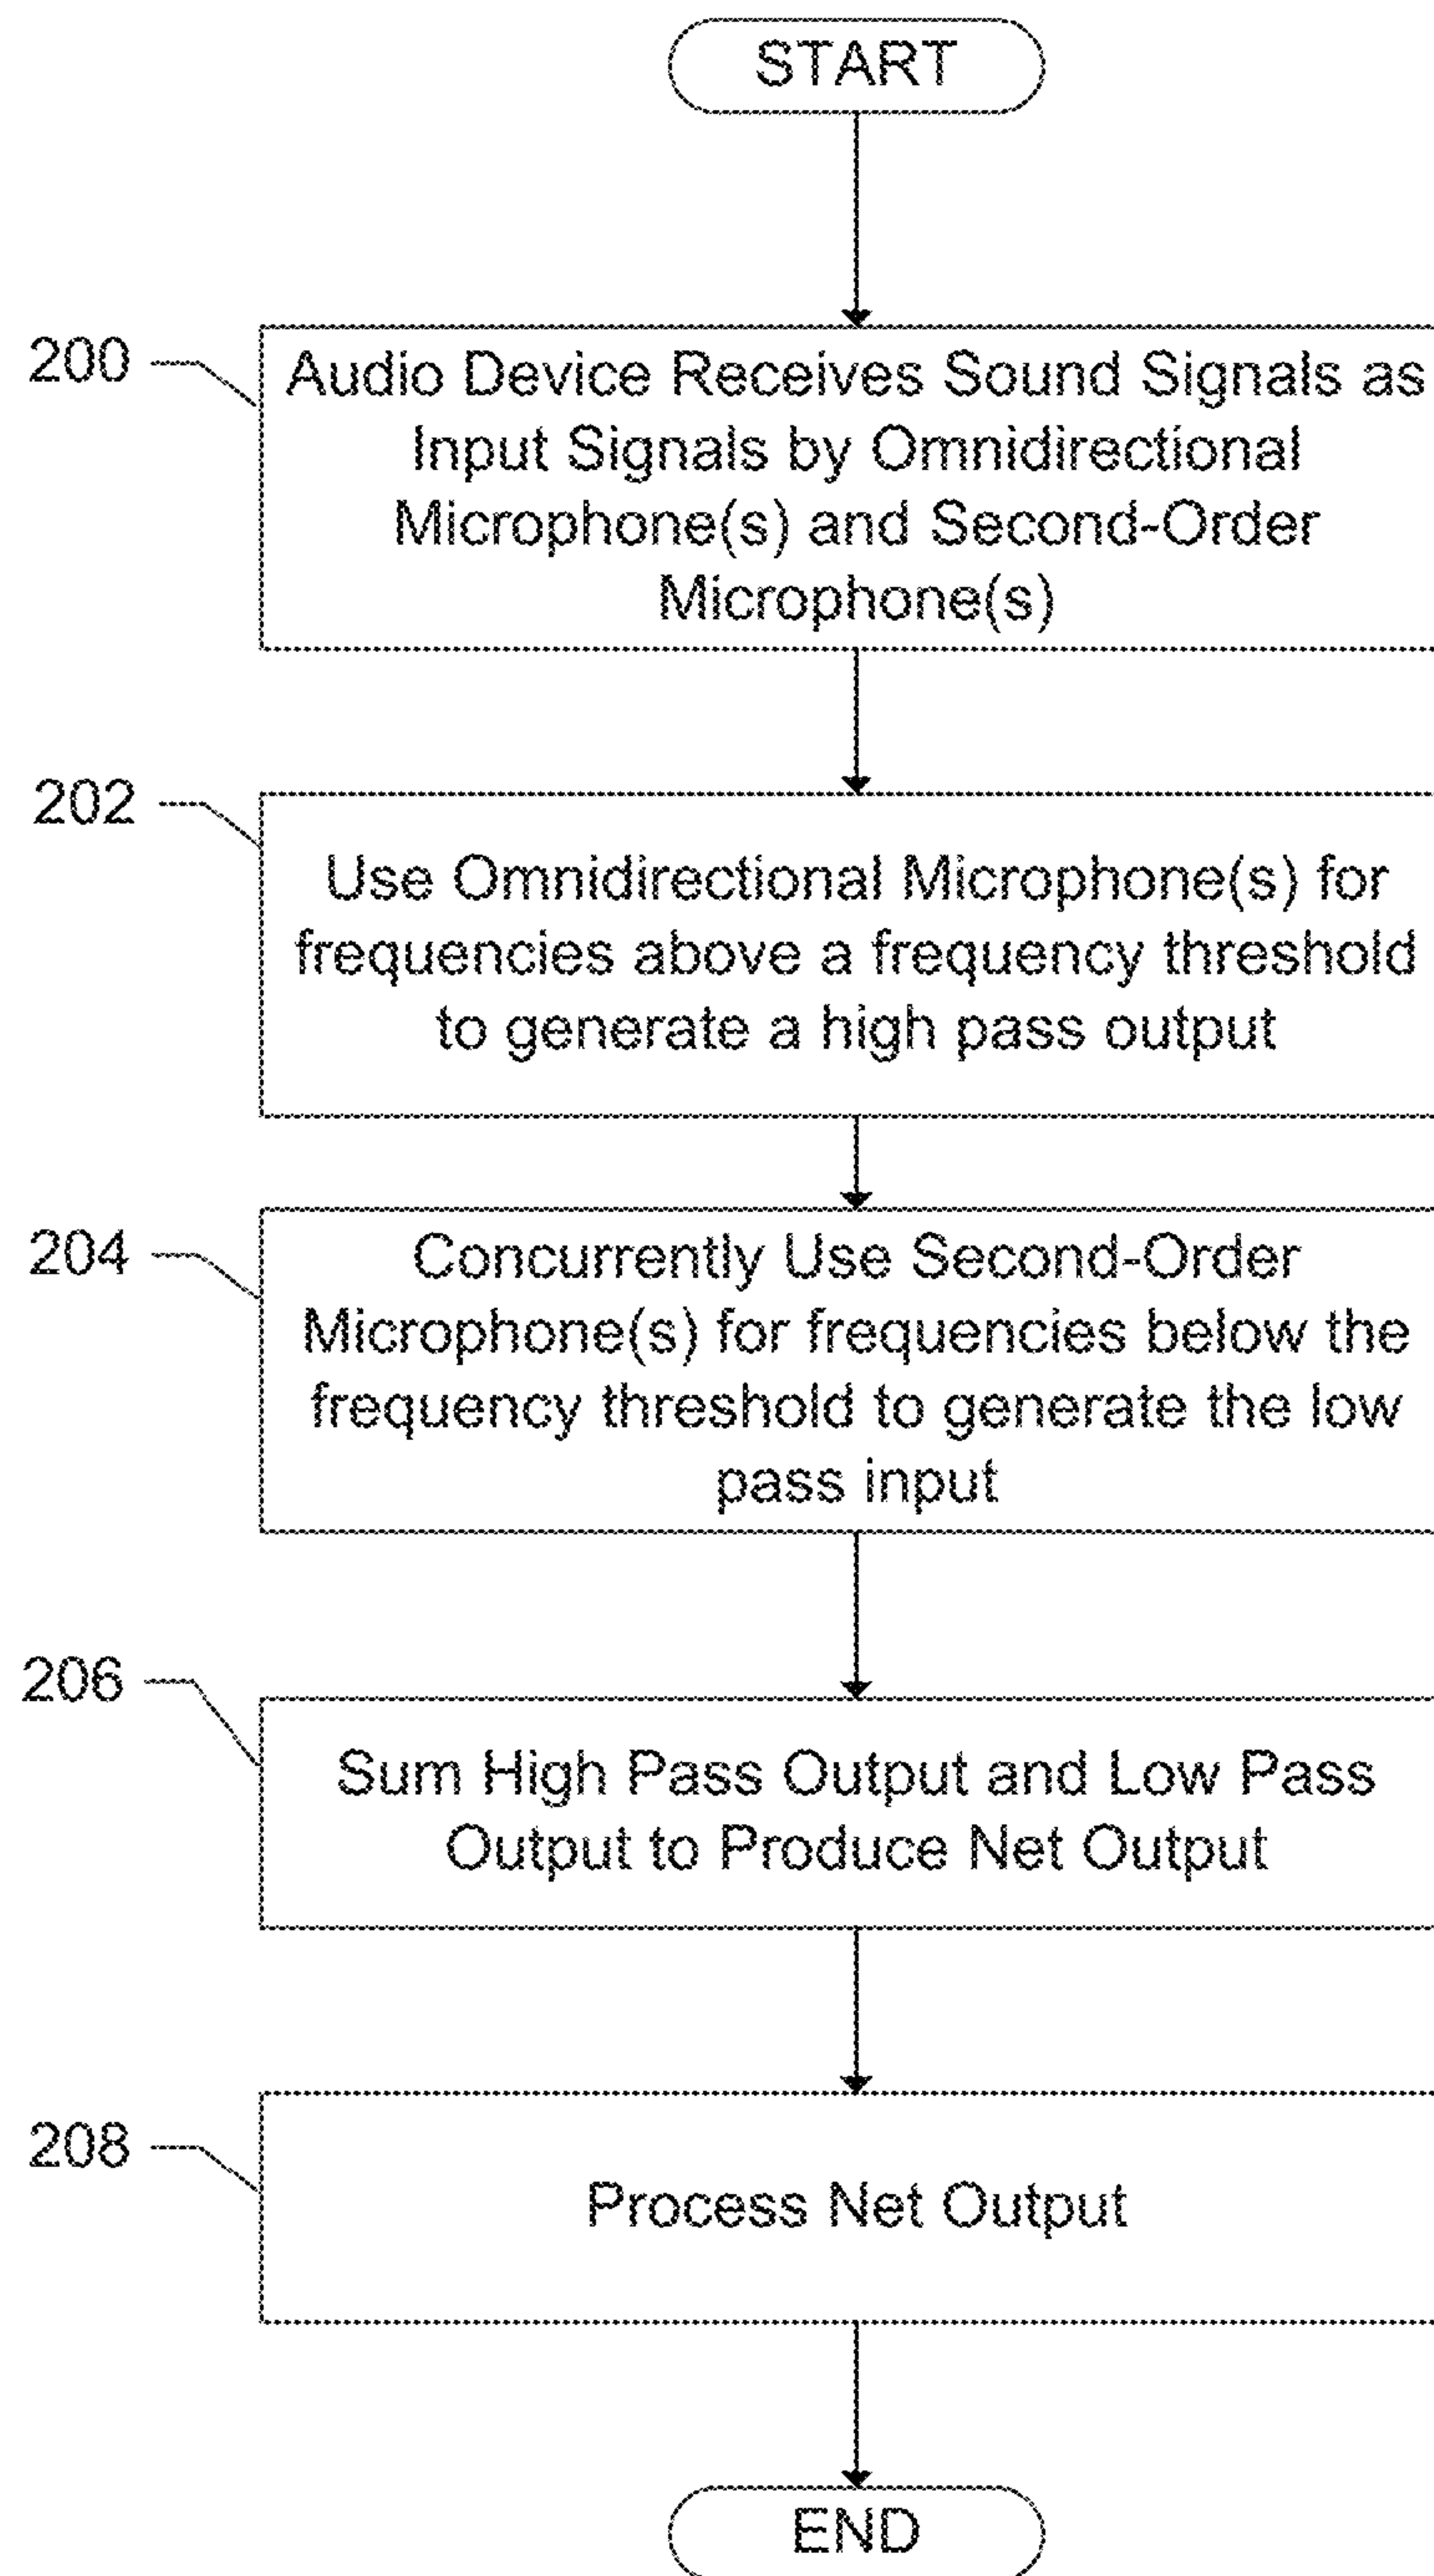 START
200
Audio Device Receives Sound Signals as
Input Signals by Omnidirectional
Microphone(s) and Second-Order
Microphone(s)
202
Use Omnidirectional Microphone(s) for
frequencies above a frequency threshold
to generate a high pass output
204
Concurrently Use Second-Order
Microphone(s) for frequencies below the
frequency threshold to generate the low
pass input
206
Sum High Pass Output and Low Pass
Output to Produce Net Output
208
Process Net Output
END